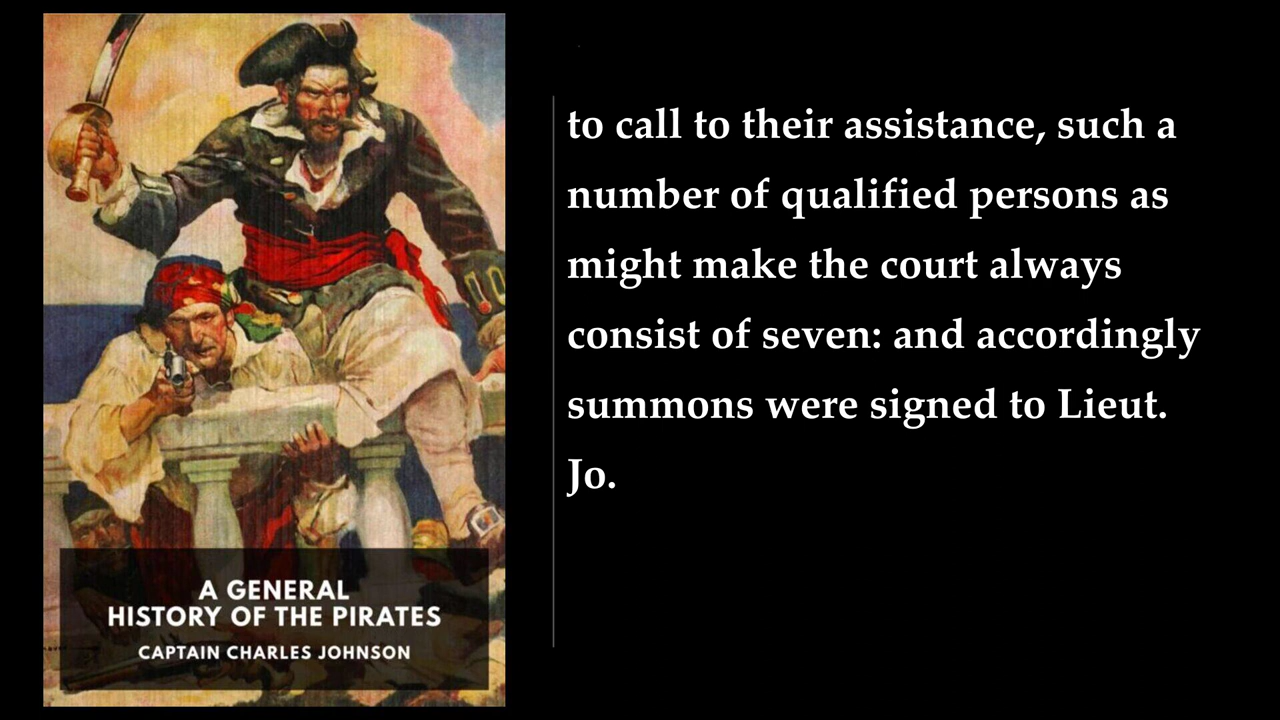 A GENERAL
HISTORY OF THE PIRATES
CAPTAIN CHARLES JOHNSON
to call to their assistance, such a
number of qualified persons as
might make the court always
consist of seven: and accordingly
summons were signed to Lieut.
Jo.